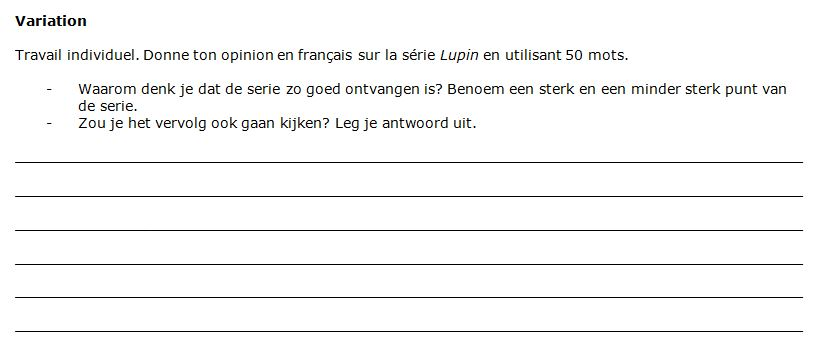 Variation
Travail individuel. Donne ton opinion en français sur la série Lupin en utilisant 50 mots.
- Waarom denk je dat de serie zo goed ontvangen is? Benoem een sterk en een minder sterk punt van
de serie.
- Zou je het vervolg ook gaan kijken? Leg je antwoord uit.